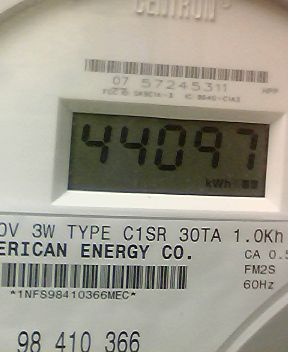 CENTRON®
07 57245311
44097
kWh
0V 3W TYPE C1SR 30TA 1.0Kh
ERICAN ENERGY CO.
CA 0.5
FM2S
60Hz
*1NFS98410366MEC*
98 410 366